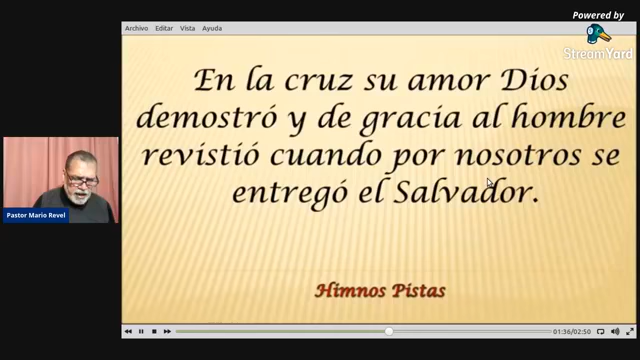 Powered by
StreamYard
Archivo Editar Vista Ayuda
En la cruz su amor Dios
demostró y de gracia al hombre
revistió cuando por nosotros se
entregó el Salvador.
Pastor Mario Revel
Himnos Pistas
01:36/02:50